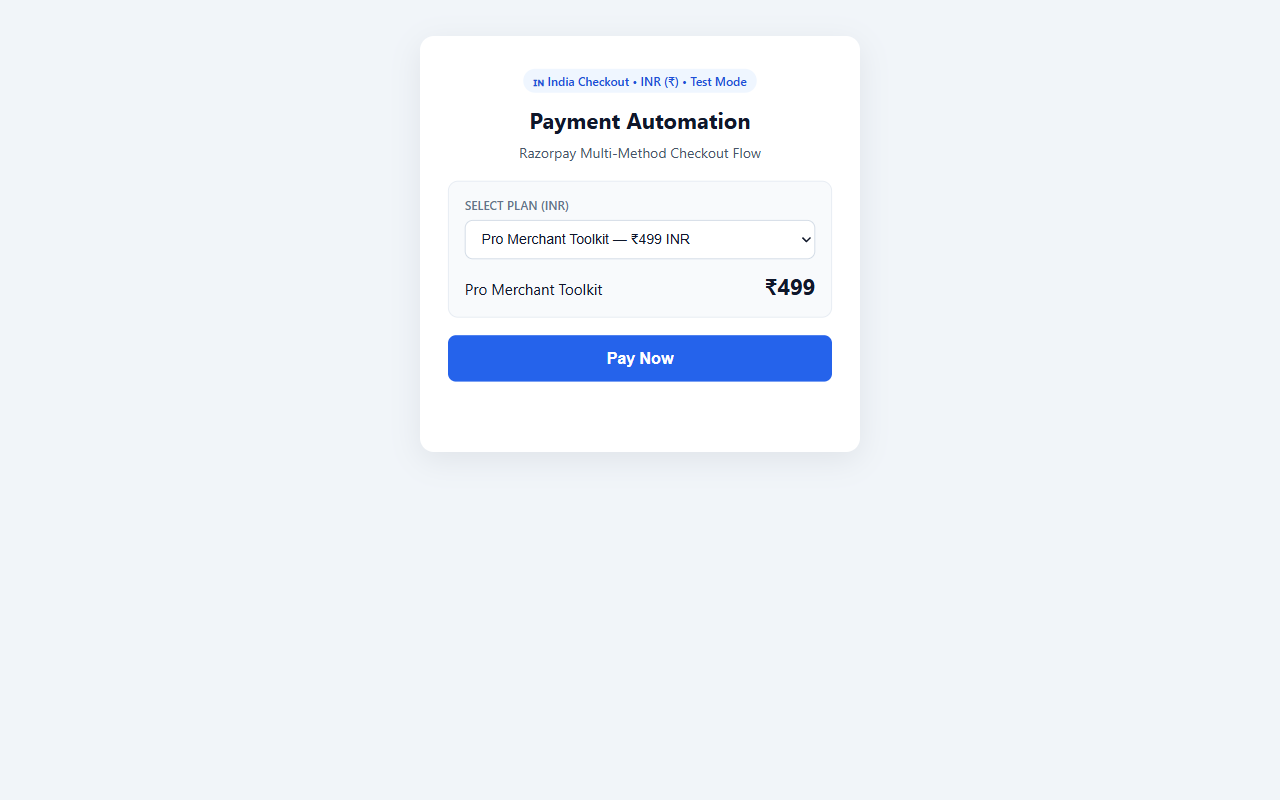 IN India Checkout • INR (₹) • Test Mode
Payment Automation
Razorpay Multi-Method Checkout Flow
SELECT PLAN (INR)
Pro Merchant Toolkit — ₹499 INR
Pro Merchant Toolkit ₹499
Pay Now